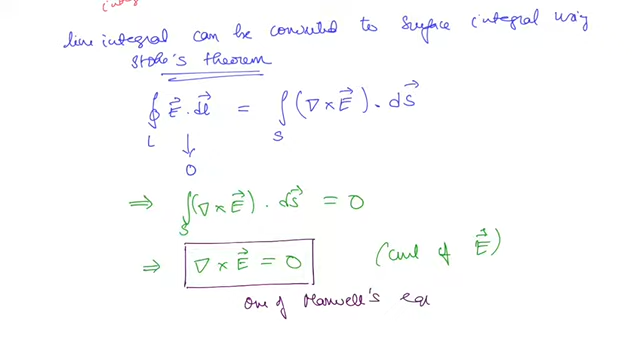 line integral can be converted to surface integral using
Stoke's theorem
∮ E⃗ . dl⃗ = ∫ (∇ × E⃗) . dS⃗
L S
↓
0
⇒ ∫ (∇ × E⃗) . dS⃗ = 0
S
⇒ ∇ × E⃗ = 0 (curl of E⃗)
One of Maxwell's eq